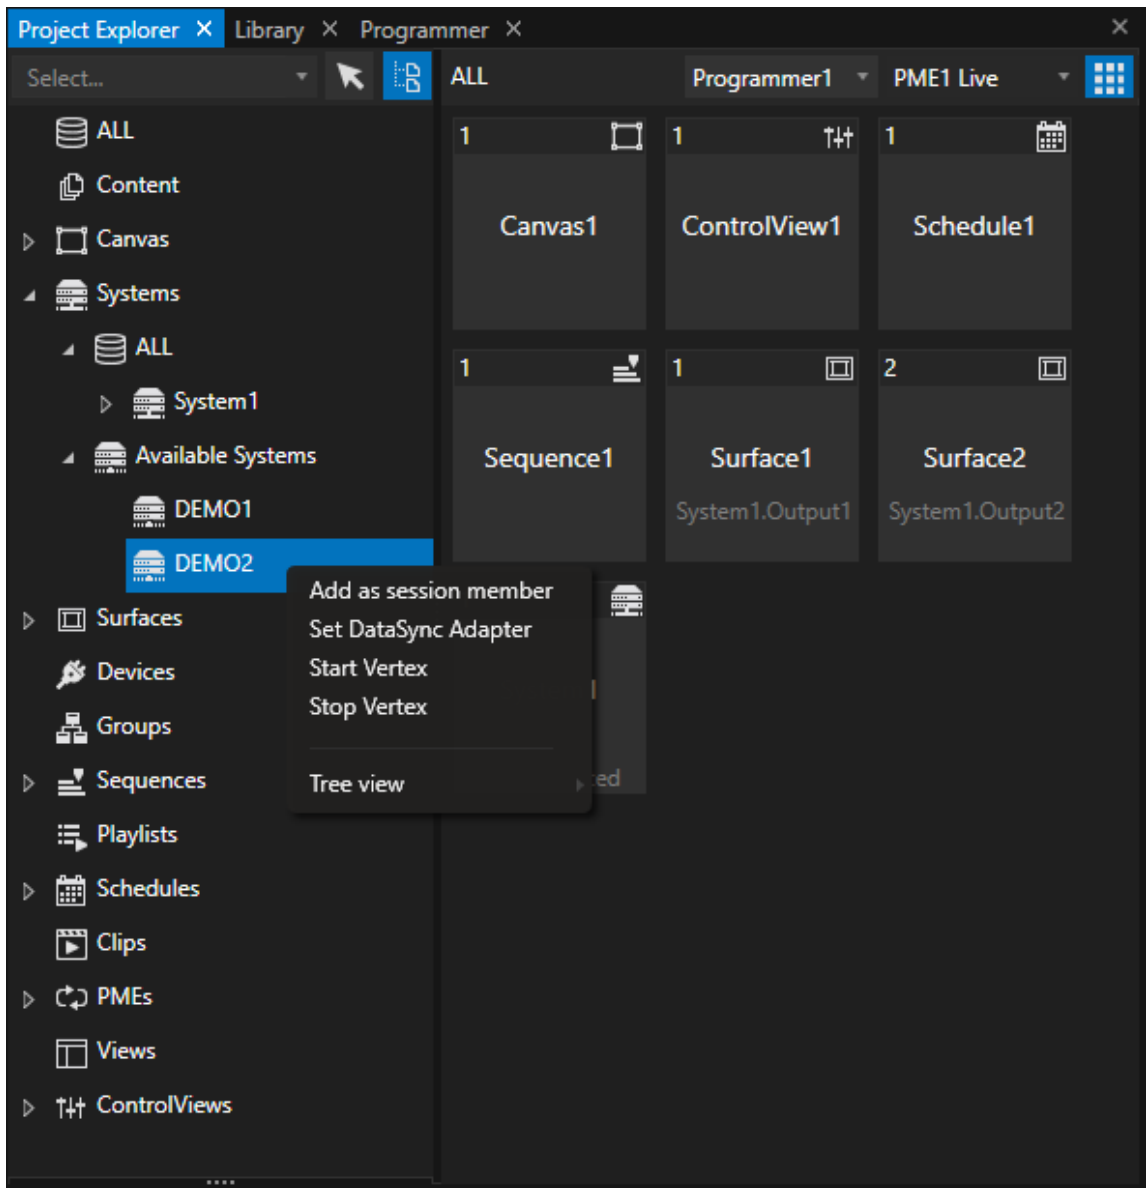 Project Explorer Library Programmer
Select... ALL Programmer1 PME1 Live
ALL
Content
Canvas
Systems
ALL
System1
Available Systems
DEMO1
DEMO2
Surfaces
Devices
Groups
Sequences
Playlists
Schedules
Clips
PMEs
Views
ControlViews
1 1 1
Canvas1 ControlView1 Schedule1
1 1 2
Sequence1 Surface1 Surface2
System1.Output1 System1.Output2
Add as session member
Set DataSync Adapter
Start Vertex
Stop Vertex
Tree view